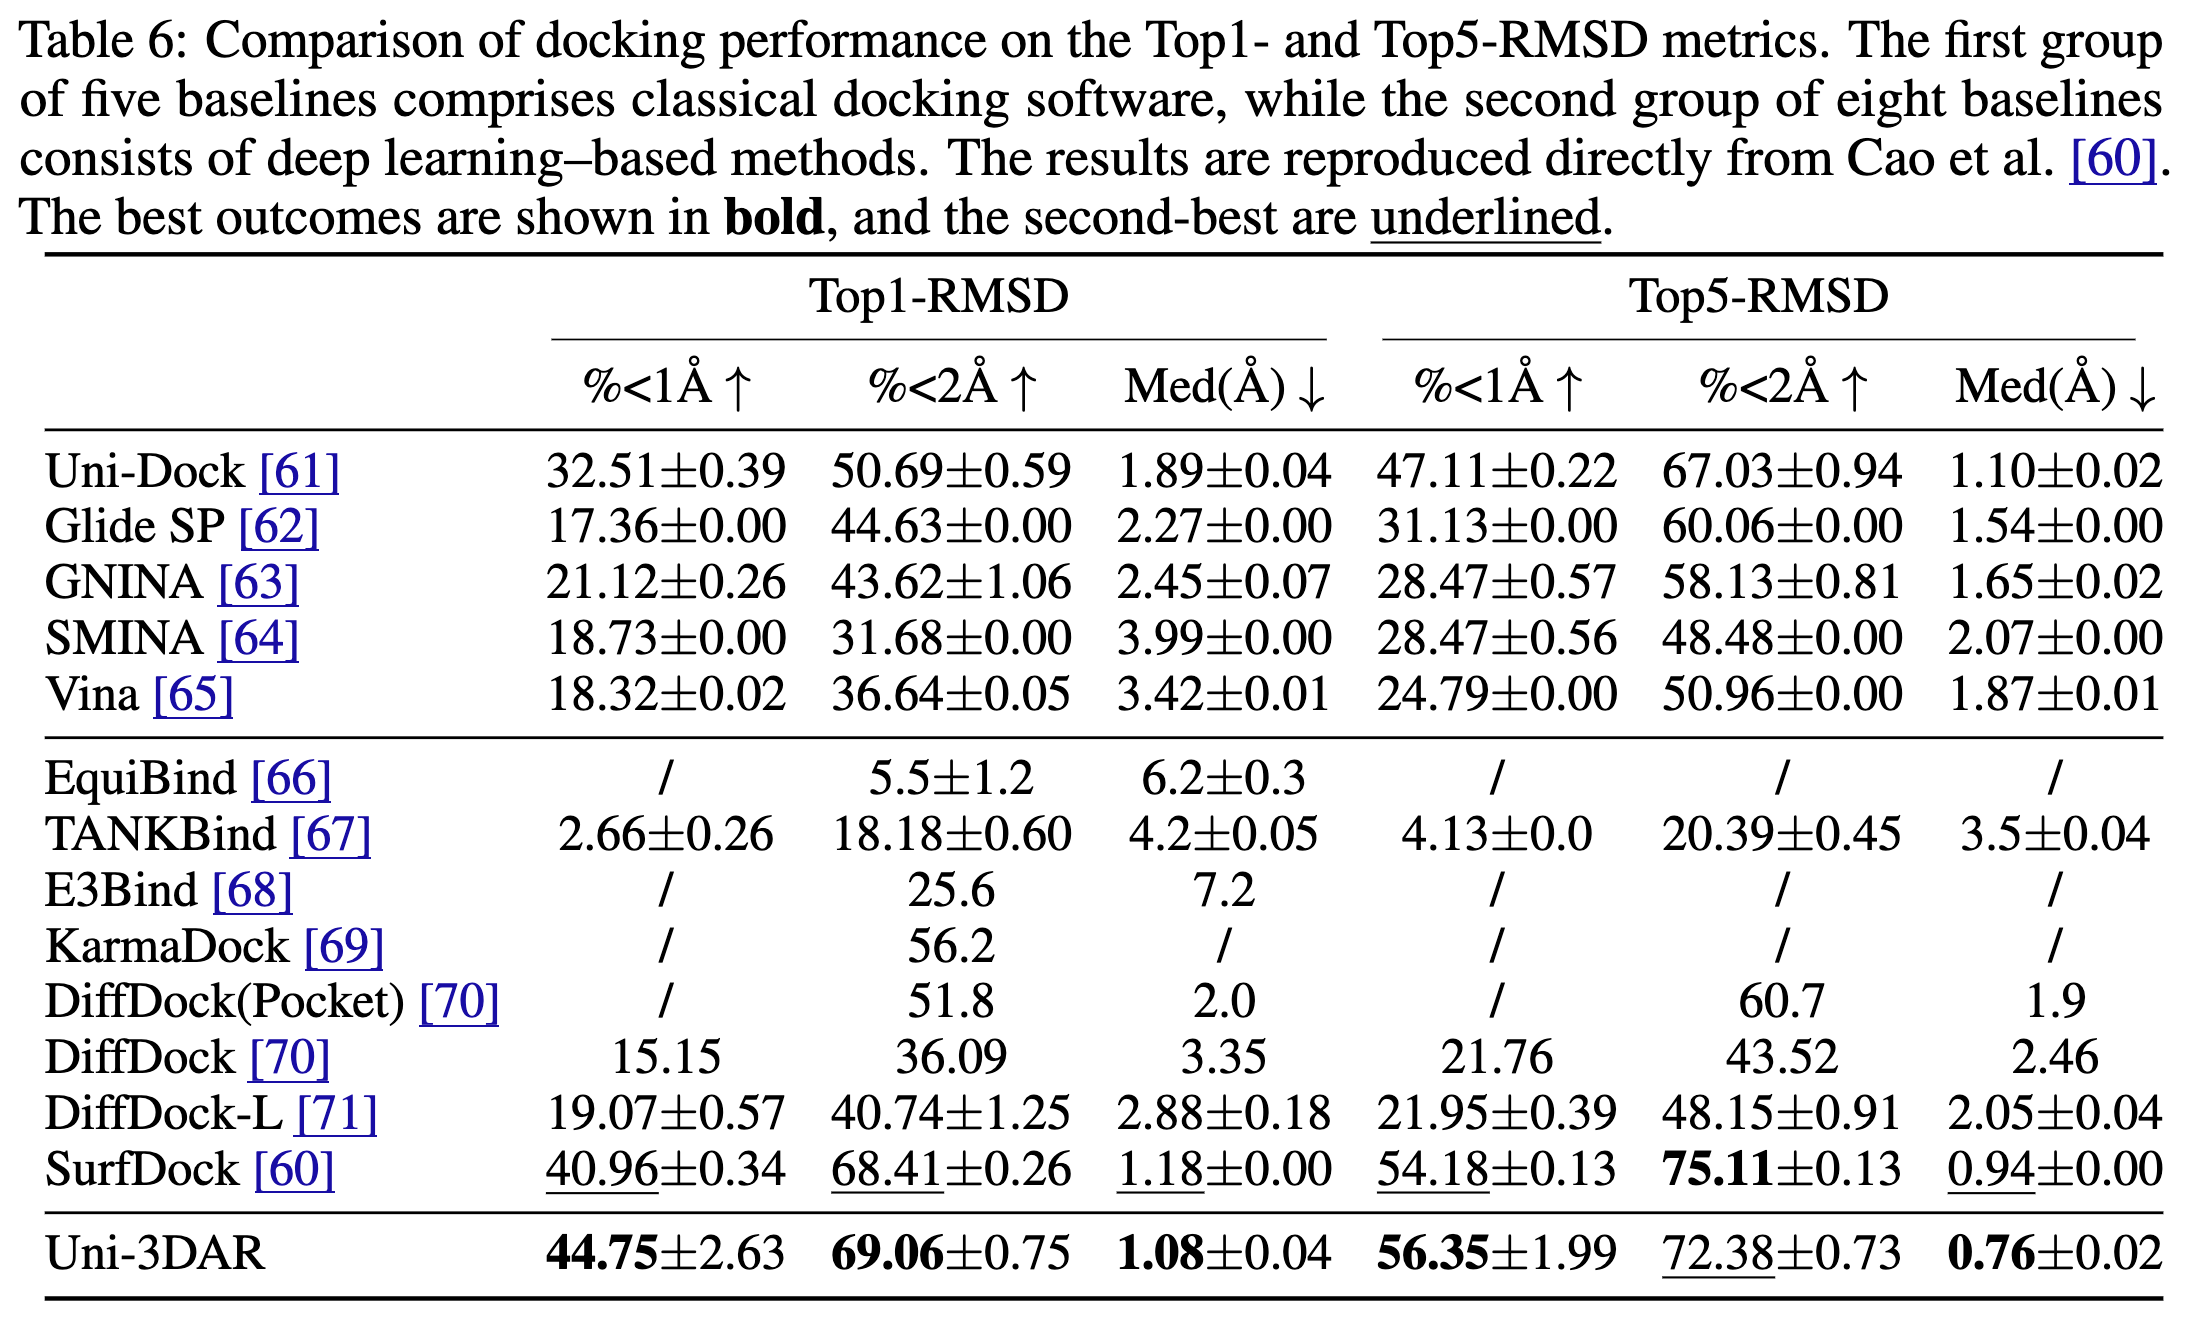 Table 6: Comparison of docking performance on the Top1- and Top5-RMSD metrics. The first group
of five baselines comprises classical docking software, while the second group of eight baselines
consists of deep learning–based methods. The results are reproduced directly from Cao et al. [60].
The best outcomes are shown in bold, and the second-best are underlined.
Top1-RMSD Top5-RMSD
%<1Å ↑ %<2Å ↑ Med(Å) ↓ %<1Å ↑ %<2Å ↑ Med(Å) ↓
Uni-Dock [61] 32.51±0.39 50.69±0.59 1.89±0.04 47.11±0.22 67.03±0.94 1.10±0.02
Glide SP [62] 17.36±0.00 44.63±0.00 2.27±0.00 31.13±0.00 60.06±0.00 1.54±0.00
GNINA [63] 21.12±0.26 43.62±1.06 2.45±0.07 28.47±0.57 58.13±0.81 1.65±0.02
SMINA [64] 18.73±0.00 31.68±0.00 3.99±0.00 28.47±0.56 48.48±0.00 2.07±0.00
Vina [65] 18.32±0.02 36.64±0.05 3.42±0.01 24.79±0.00 50.96±0.00 1.87±0.01
EquiBind [66] / 5.5±1.2 6.2±0.3 / / /
TANKBind [67] 2.66±0.26 18.18±0.60 4.2±0.05 4.13±0.0 20.39±0.45 3.5±0.04
E3Bind [68] / 25.6 7.2 / / /
KarmaDock [69] / 56.2 / / / /
DiffDock(Pocket) [70] / 51.8 2.0 / 60.7 1.9
DiffDock [70] 15.15 36.09 3.35 21.76 43.52 2.46
DiffDock-L [71] 19.07±0.57 40.74±1.25 2.88±0.18 21.95±0.39 48.15±0.91 2.05±0.04
SurfDock [60] 40.96±0.34 68.41±0.26 1.18±0.00 54.18±0.13 75.11±0.13 0.94±0.00
Uni-3DAR 44.75±2.63 69.06±0.75 1.08±0.04 56.35±1.99 72.38±0.73 0.76±0.02